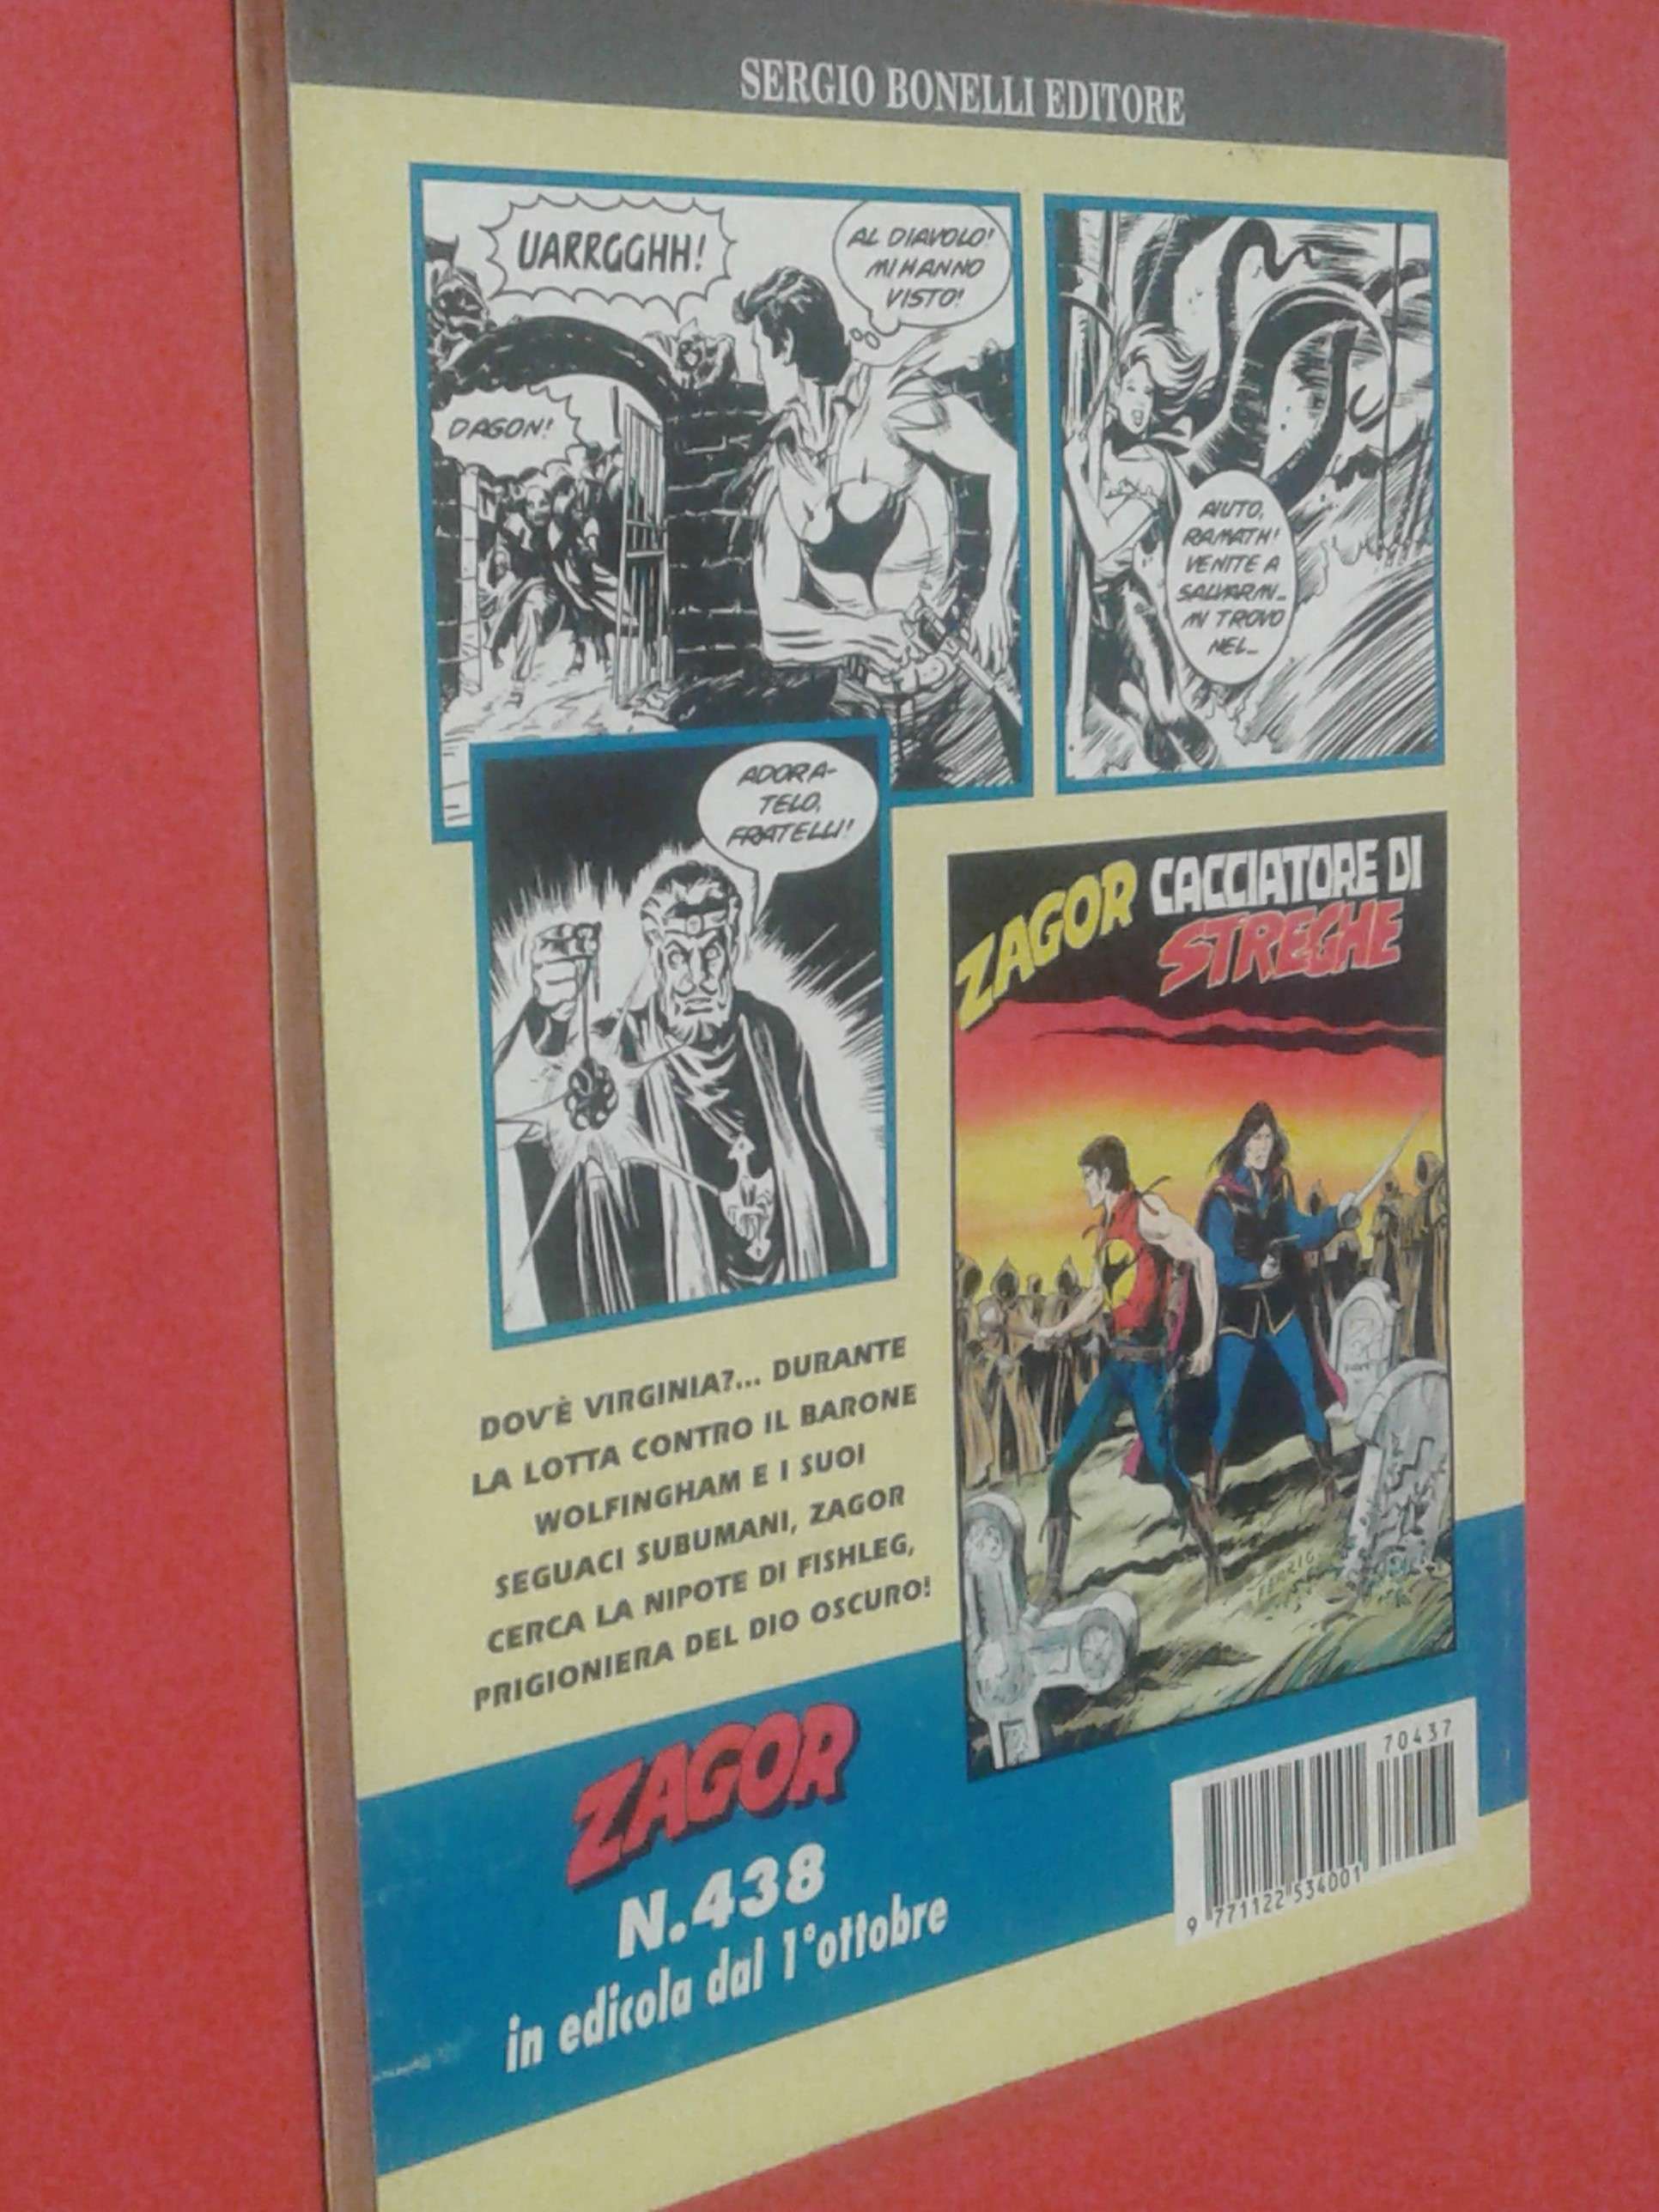 SERGIO BONELLI EDITORE
UARRGGHH!
AL DIAVOLO!
MI HANNO
VISTO!
DAGON!
AIUTO,
RAMATH!
VENITE A
SALVARMI...
MI TROVO
NEL...
ADORA-
TELO,
FRATELLI!
ZAGOR CACCIATORE DI
STREGHE
FERRI G.
DOV'È VIRGINIA?... DURANTE
LA LOTTA CONTRO IL BARONE
WOLFINGHAM E I SUOI
SEGUACI SUBUMANI, ZAGOR
CERCA LA NIPOTE DI FISHLEG,
PRIGIONIERA DEL DIO OSCURO!
ZAGOR
N.438
in edicola dal 1°ottobre
70437
9 771122 534001